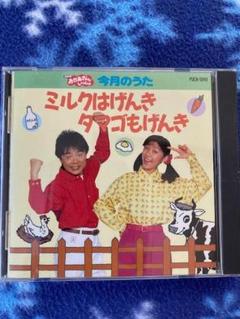 おかあさんといっしょ 今月のうた
ミルクはげんき
タマゴもげんき